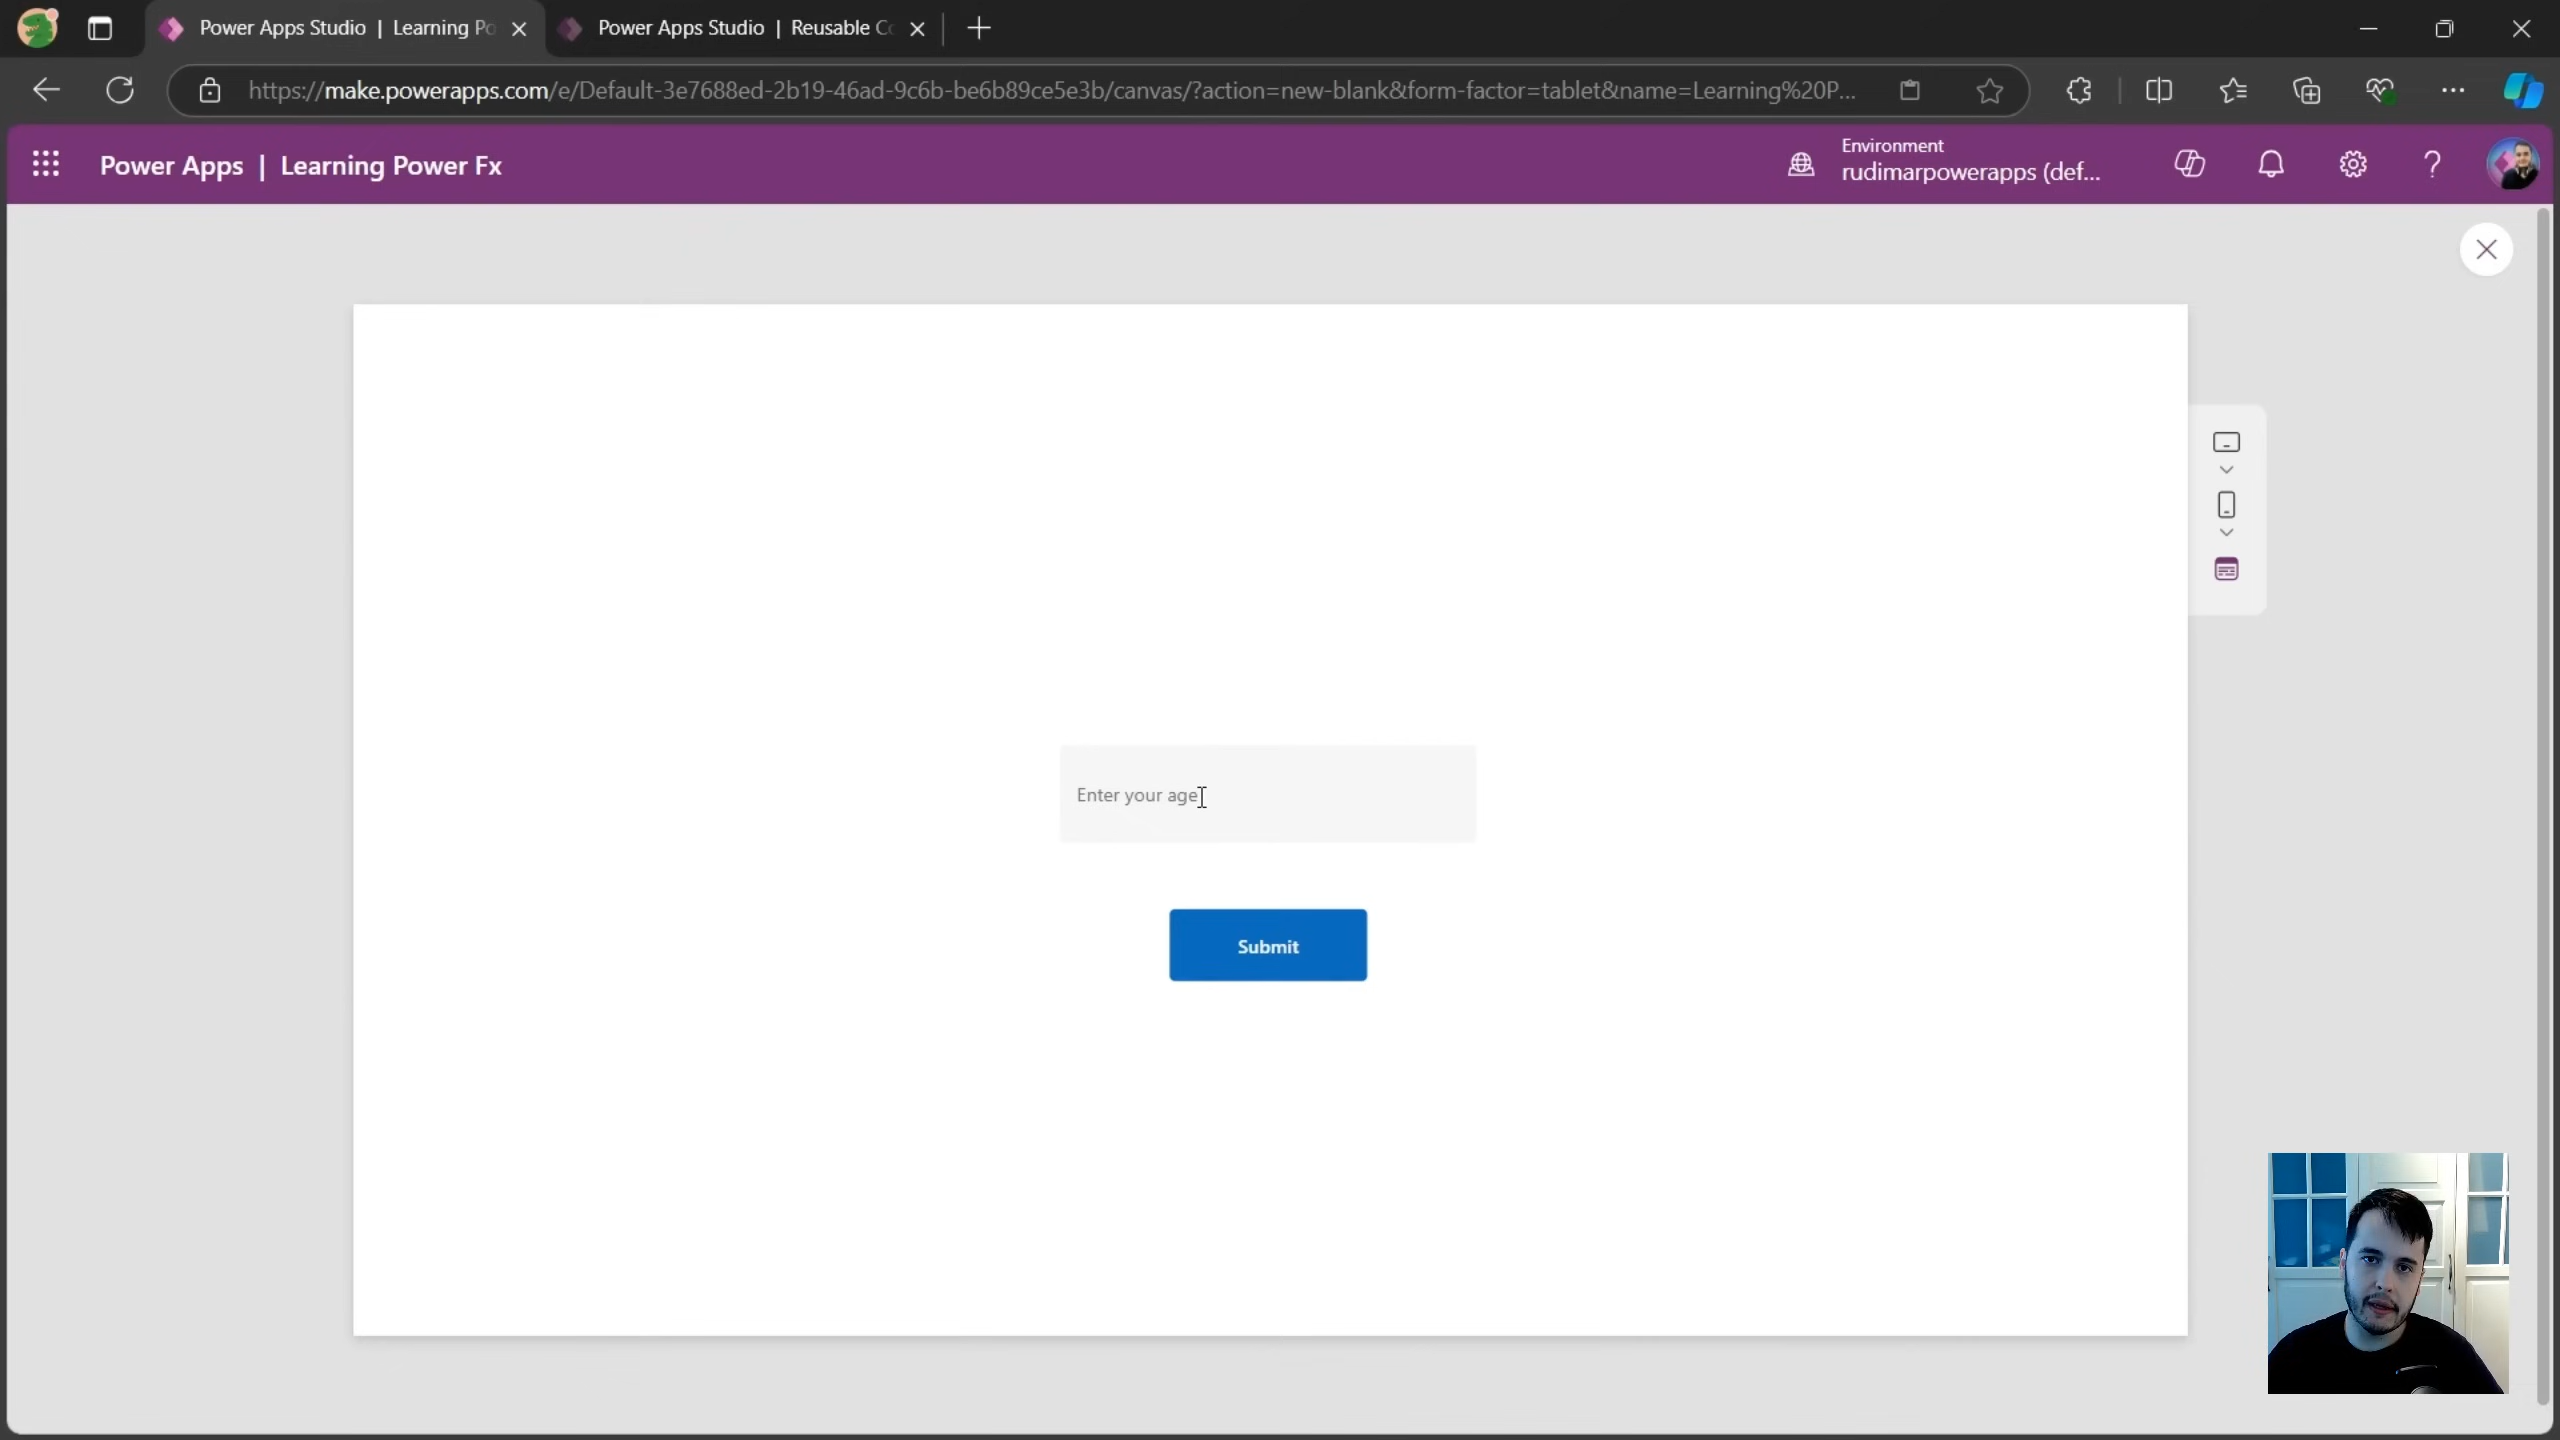 Power Apps Studio | Learning Po
Power Apps Studio | Reusable Co
https://make.powerapps.com/e/Default-3e7688ed-2b19-46ad-9c6b-be6b89ce5e3b/canvas/?action=new-blank&form-factor=tablet&name=Learning%20P...
Power Apps | Learning Power Fx
Environment
rudimarpowerapps (def...
Enter your age
Submit